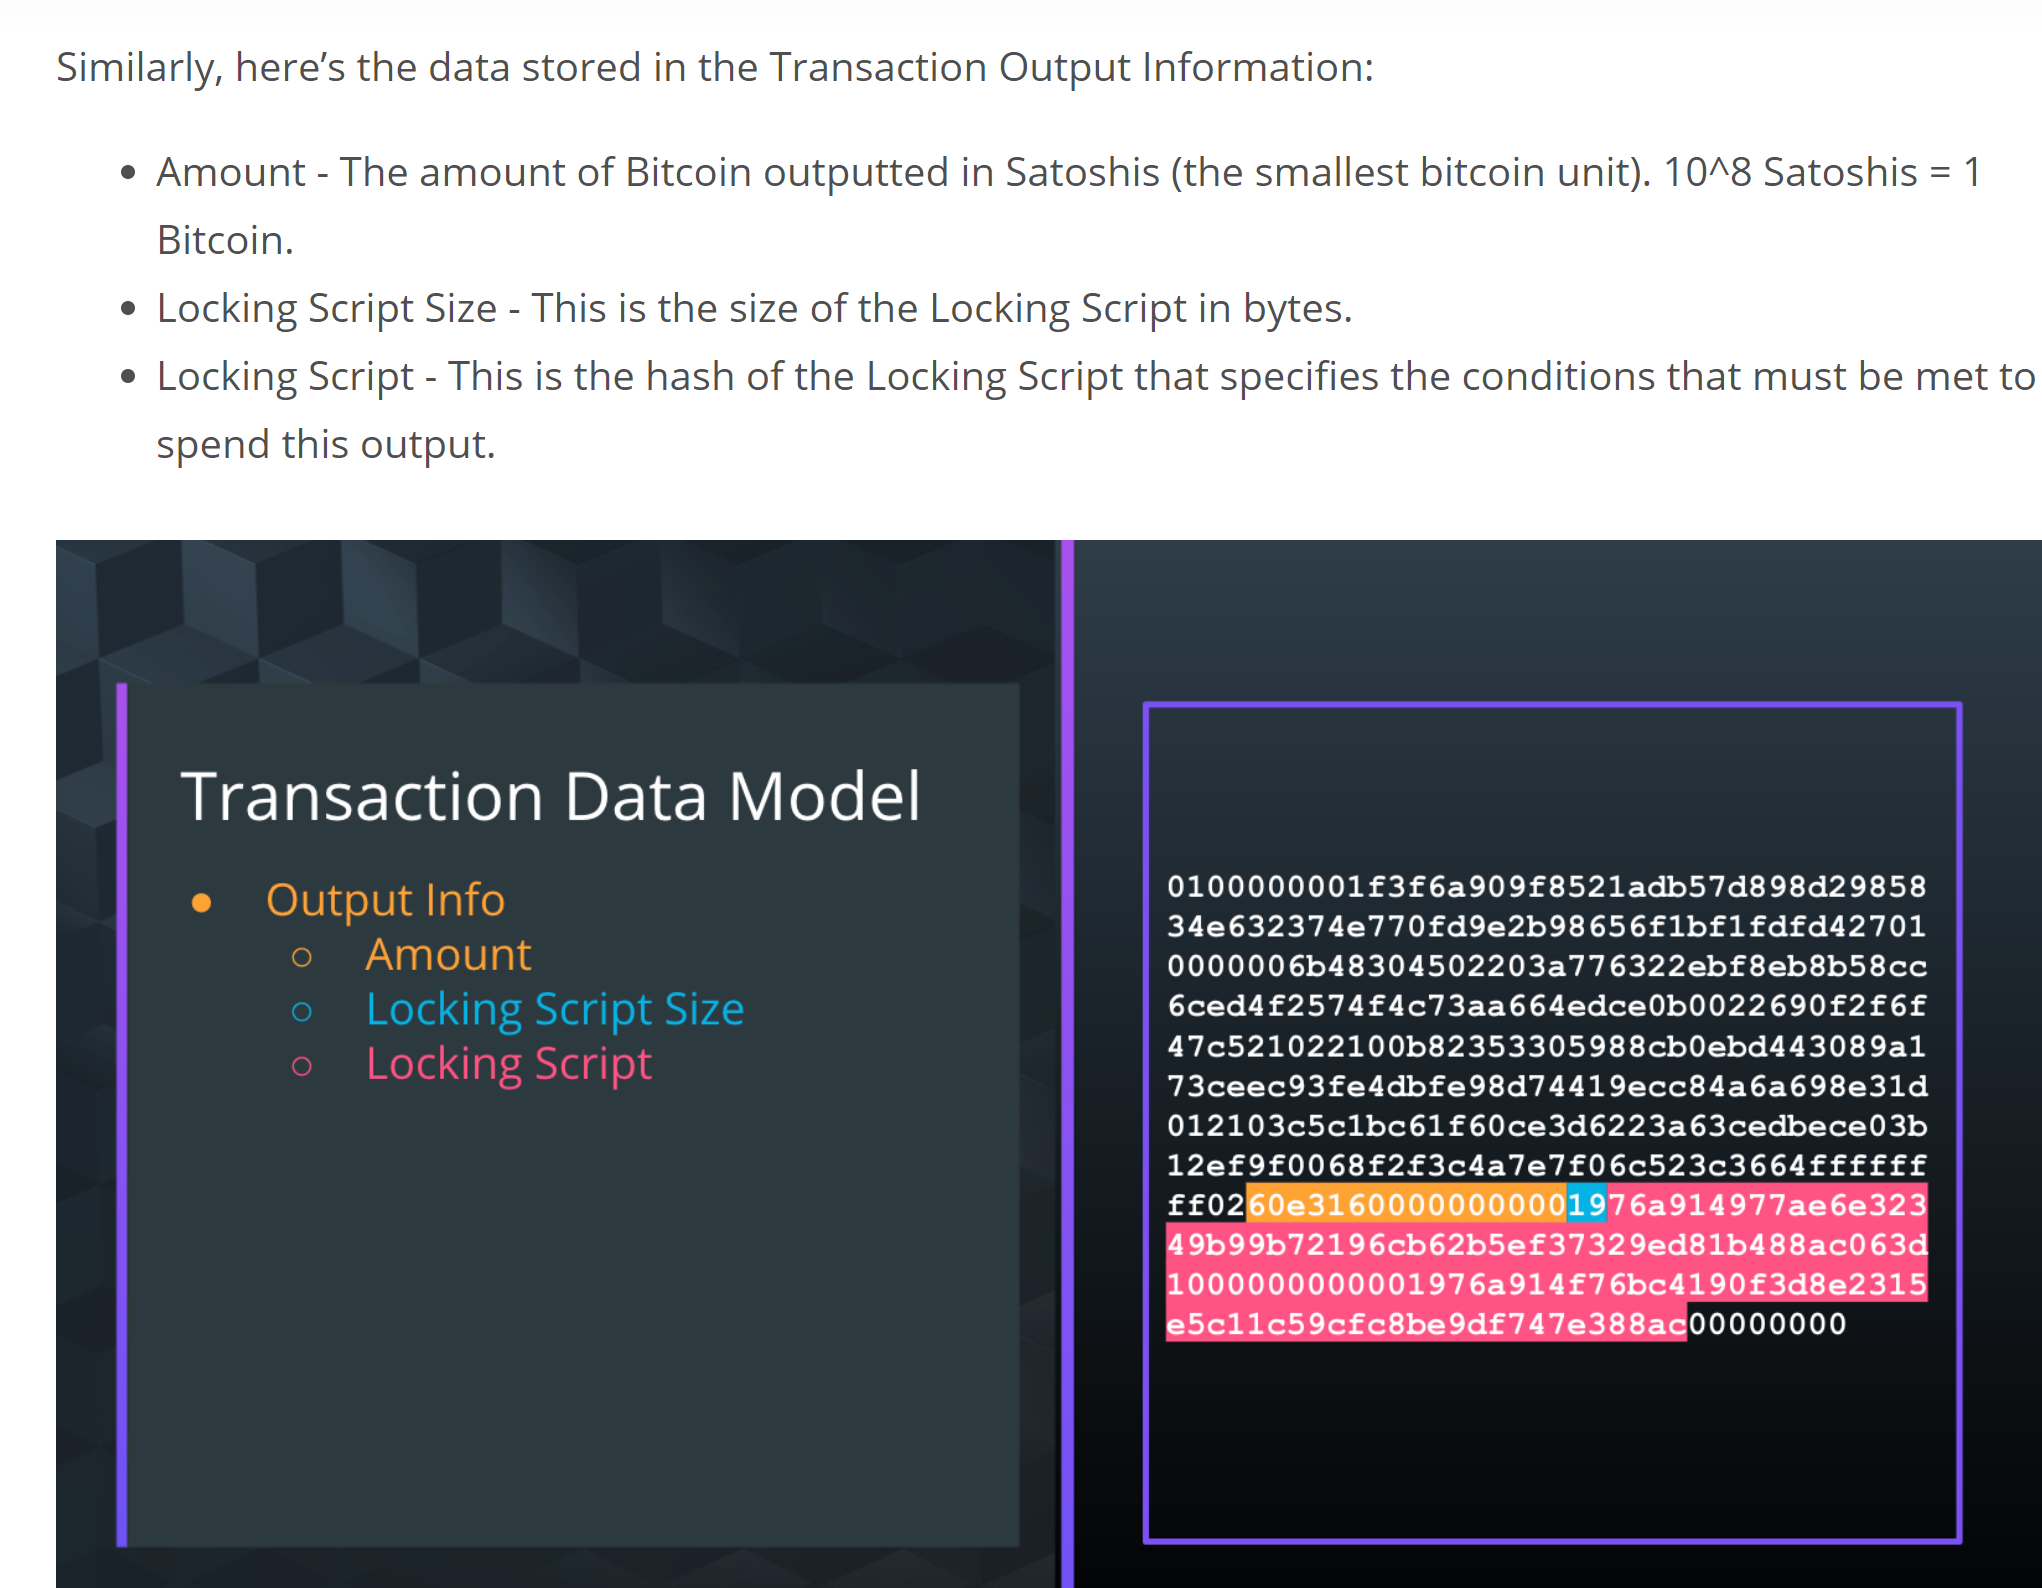 Similarly, here’s the data stored in the Transaction Output Information:
• Amount - The amount of Bitcoin outputted in Satoshis (the smallest bitcoin unit). 10^8 Satoshis = 1
Bitcoin.
• Locking Script Size - This is the size of the Locking Script in bytes.
• Locking Script - This is the hash of the Locking Script that specifies the conditions that must be met to
spend this output.
Transaction Data Model
● Output Info
○ Amount
○ Locking Script Size
○ Locking Script
0100000001f3f6a909f8521adb57d898d29858
34e632374e770fd9e2b98656f1bf1fdfd42701
0000006b48304502203a776322ebf8eb8b58cc
6ced4f2574f4c73aa664edce0b0022690f2f6f
47c521022100b82353305988cb0ebd443089a1
73ceec93fe4dbfe98d74419ecc84a6a698e31d
012103c5c1bc61f60ce3d6223a63cedbece03b
12ef9f0068f2f3c4a7e7f06c523c3664ffffff
ff0260e31600000000001976a914977ae6e323
49b99b72196cb62b5ef37329ed81b488ac063d
1000000000001976a914f76bc4190f3d8e2315
e5c11c59cfc8be9df747e388ac00000000